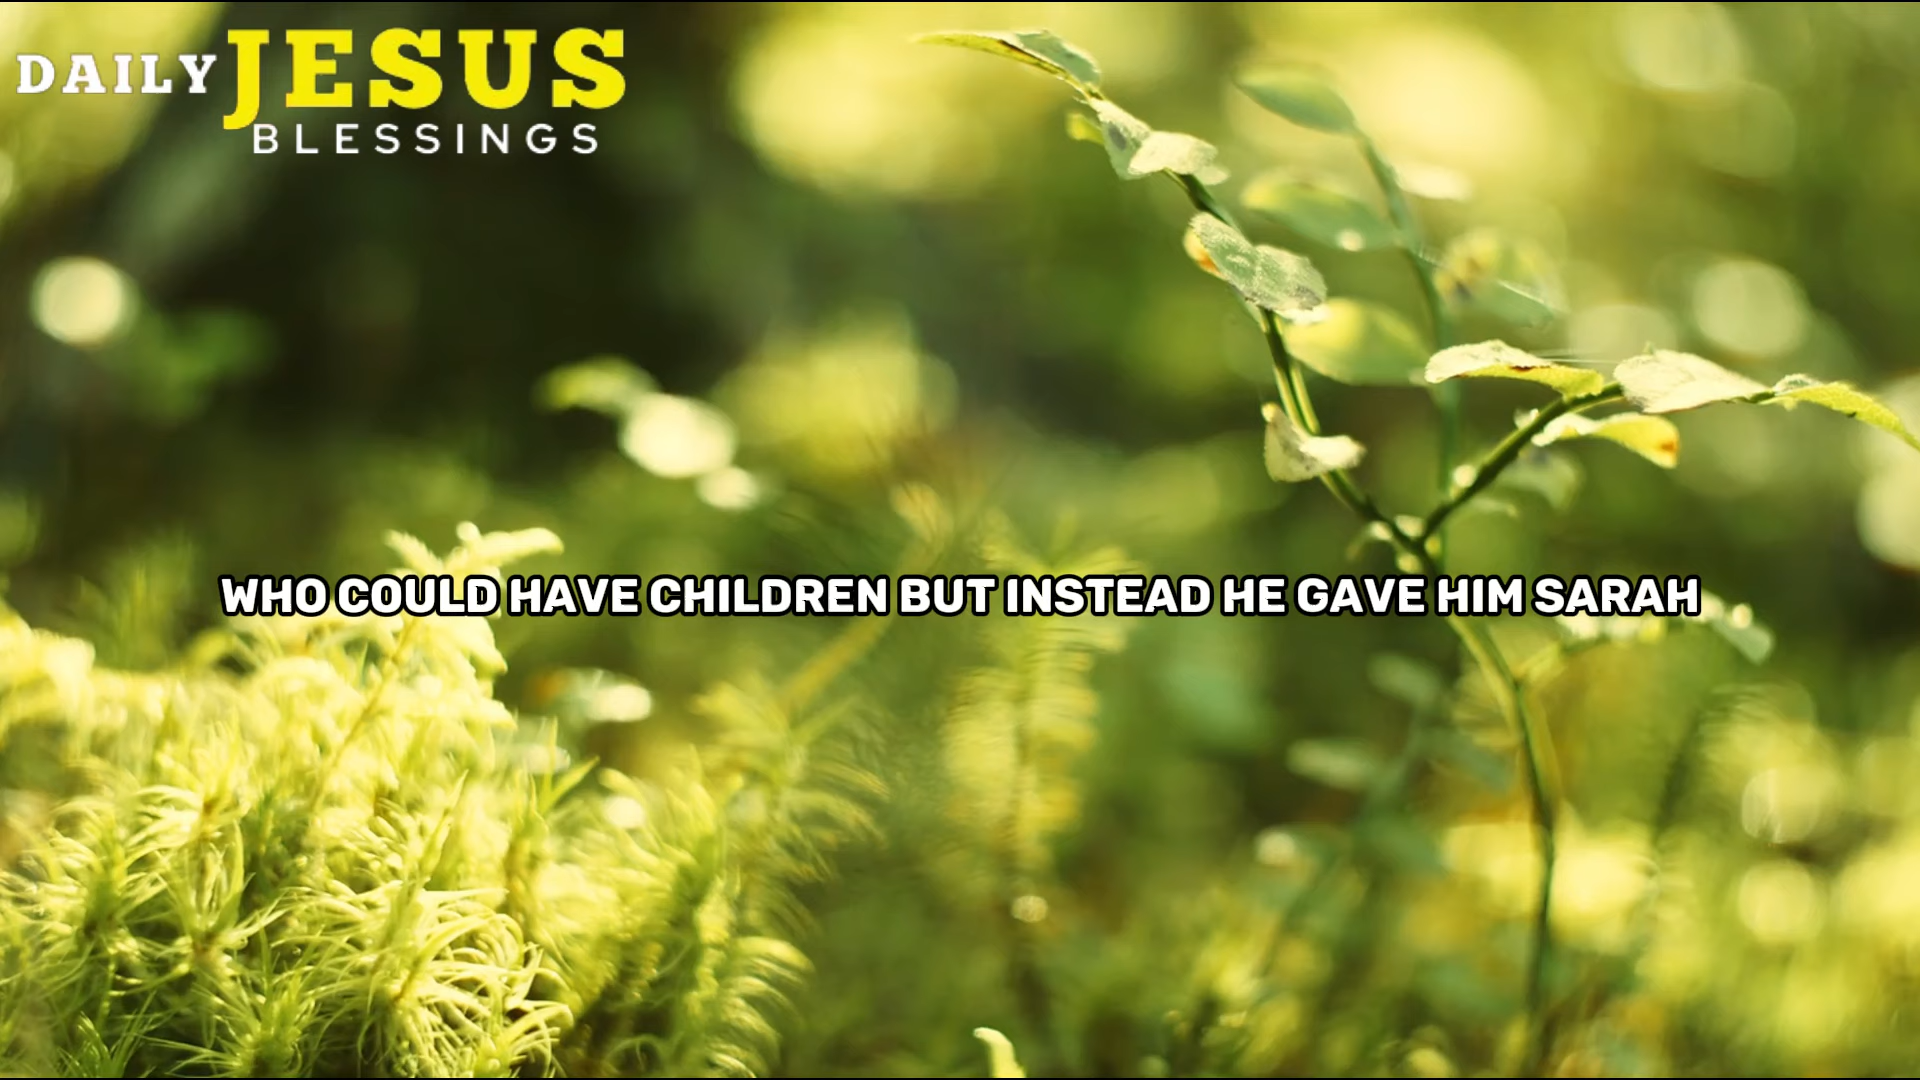 DAILY JESUS
BLESSINGS
WHO COULD HAVE CHILDREN BUT INSTEAD HE GAVE HIM SARAH